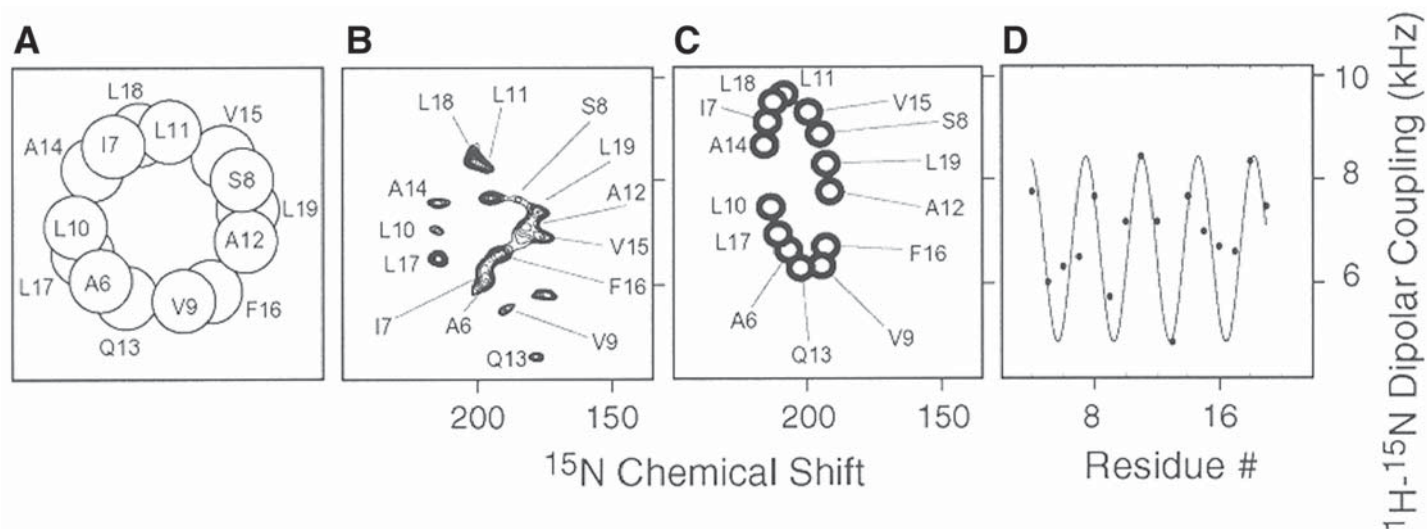 A
L18
L11
V15
I7
A14
S8
L10
L19
A12
A6
L17
V9
F16
Q13
B
L18
L11
S8
L19
A14
A12
L10
V15
L17
F16
I7
A6
V9
Q13
200
150
C
L18
L11
I7
V15
S8
A14
L19
L10
A12
L17
F16
A6
V9
Q13
200
150
15N Chemical Shift
D
10
8
6
8
16
Residue #
1H-15N Dipolar Coupling (kHz)